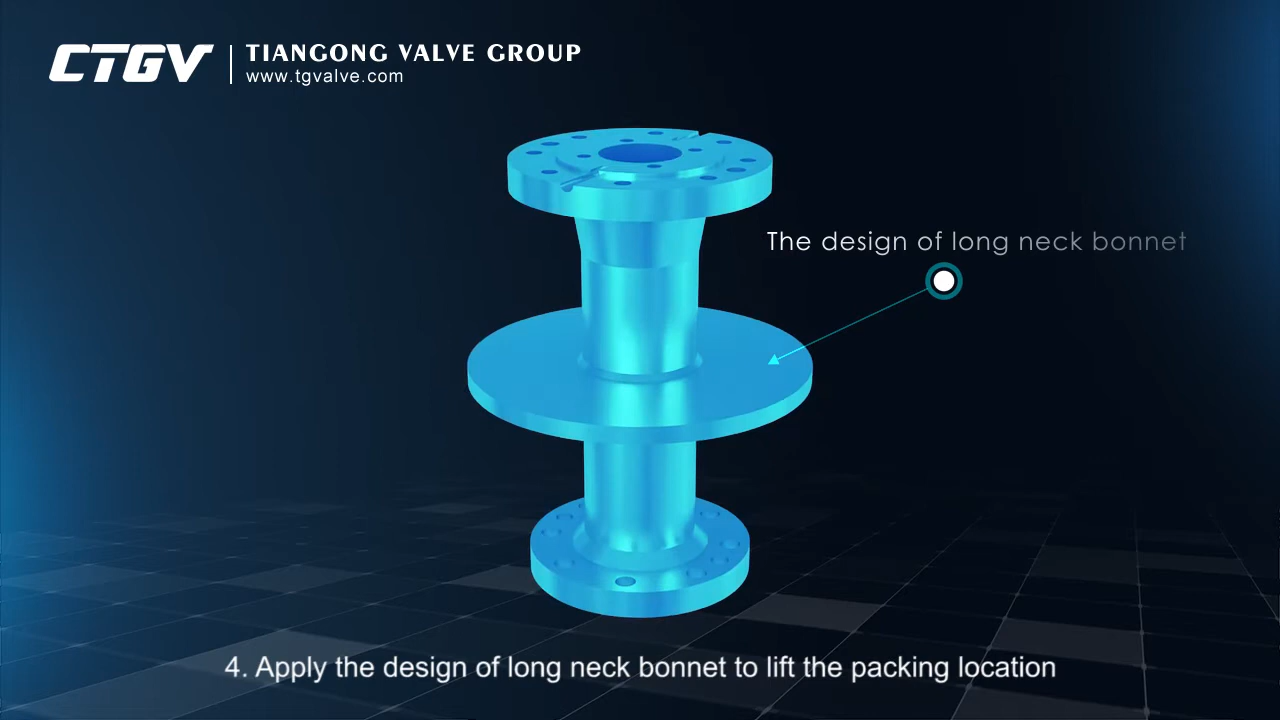 CTGV
TIANGONG VALVE GROUP
www.tgvalve.com
The design of long neck bonnet
4. Apply the design of long neck bonnet to lift the packing location